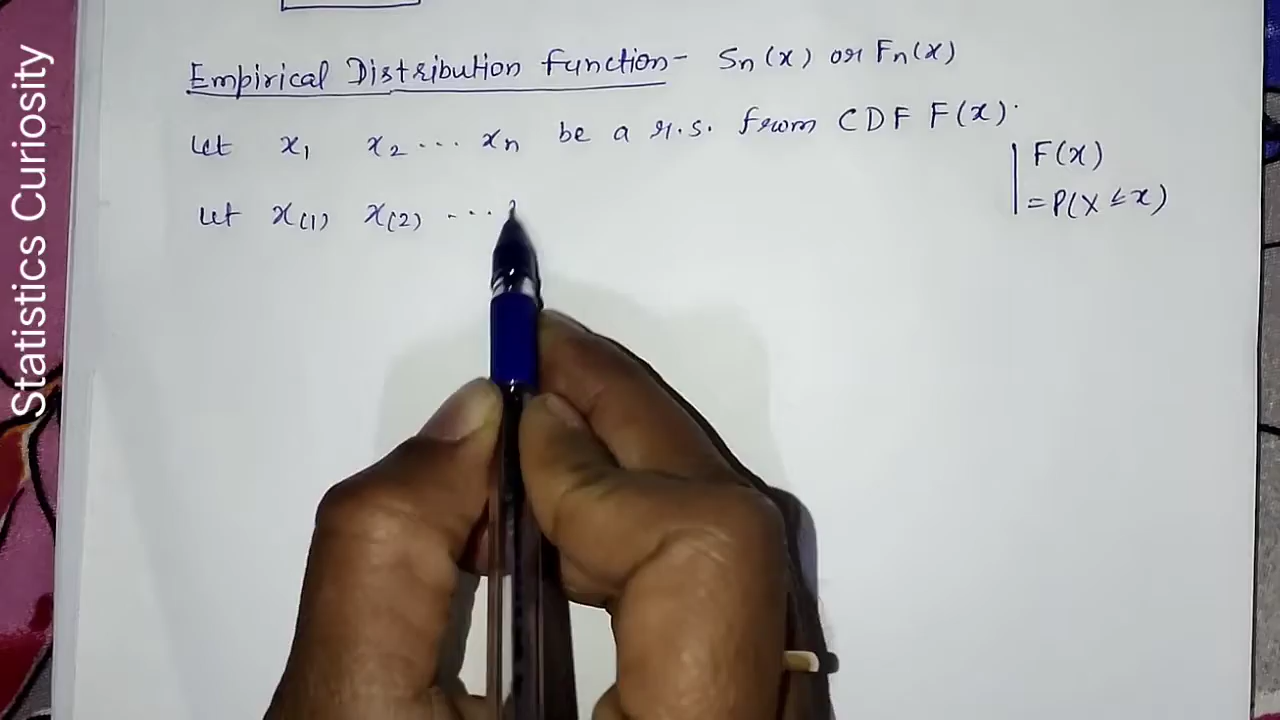 Empirical Distribution function- Sn(x) or Fn(x)
Let x1 x2 ... xn be a r.s. from CDF F(x).
F(x)
= P(X ≤ x)
Let x(1) x(2) ...
Statistics Curiosity